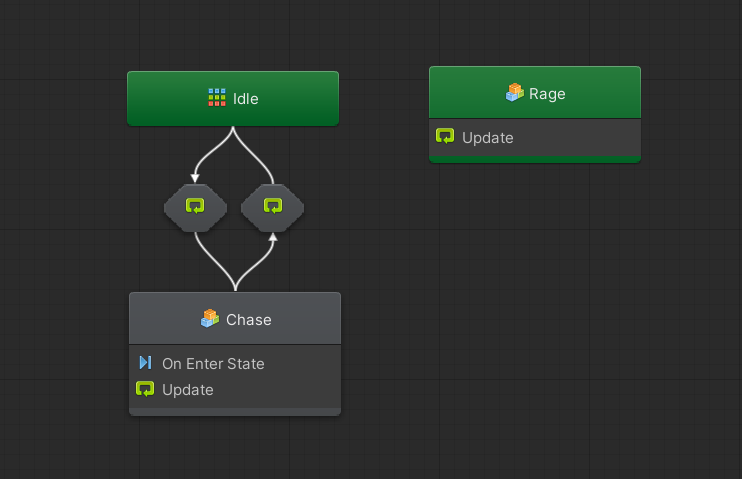 Idle
Rage
Update
Chase
On Enter State
Update